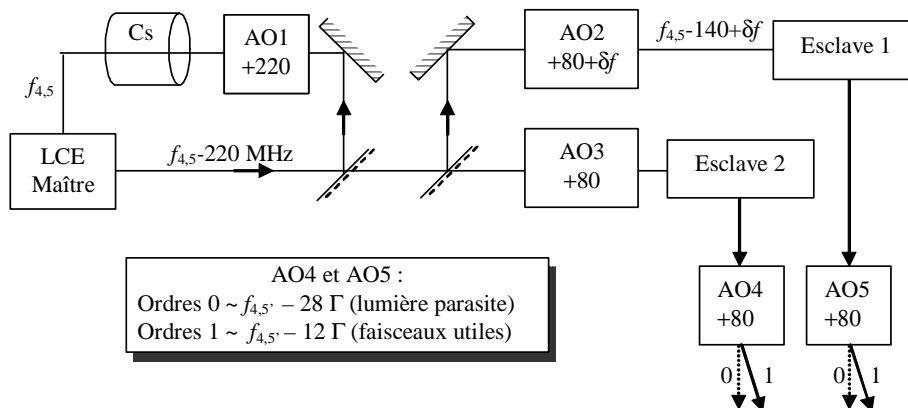 Cs
AO1
+220
AO2
+80+δf
f4,5-140+δf
Esclave 1
f4,5
LCE
Maître
f4,5-220 MHz
AO3
+80
Esclave 2
AO4 et AO5 :
Ordres 0 ~ f4,5' – 28 Γ (lumière parasite)
Ordres 1 ~ f4,5' – 12 Γ (faisceaux utiles)
AO4
+80
AO5
+80
0
1
0
1